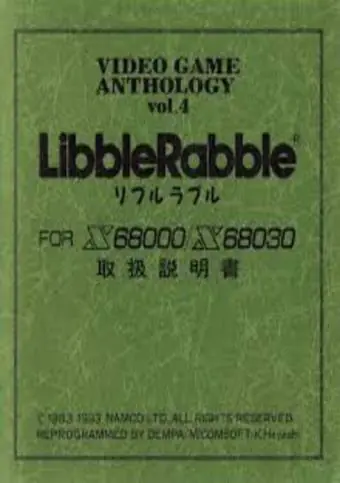 VIDEO GAME
ANTHOLOGY
vol.4
LibbleRabble®
リブルラブル
FOR X68000 X68030
取扱説明書
© 1983 1993 NAMCO LTD., ALL RIGHTS RESERVED
REPROGRAMMED BY DEMPA/MICOMSOFT・K.Hayashi